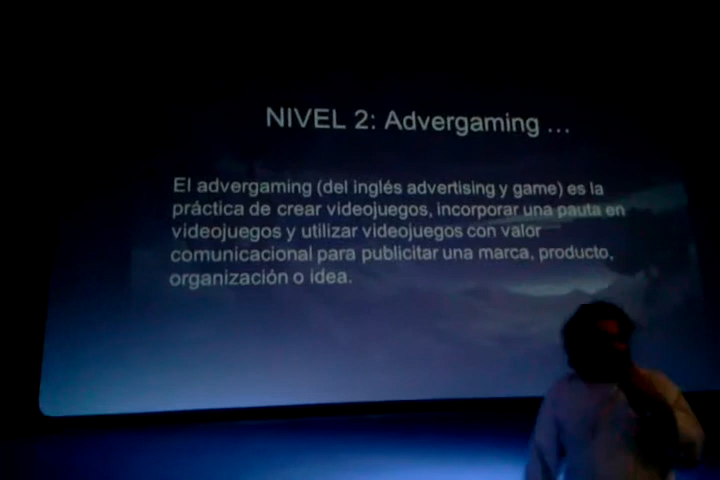 NIVEL 2: Advergaming ...
El advergaming (del inglés advertising y game) es la
práctica de crear videojuegos, incorporar una pauta en
videojuegos y utilizar videojuegos con valor
comunicacional para publicitar una marca, producto,
organización o idea.